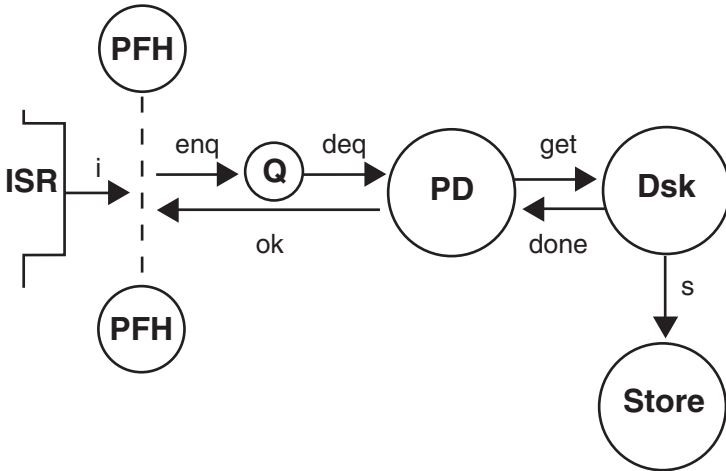 PFH
ISR
i
enq
Q
deq
PD
get
Dsk
ok
done
s
PFH
Store